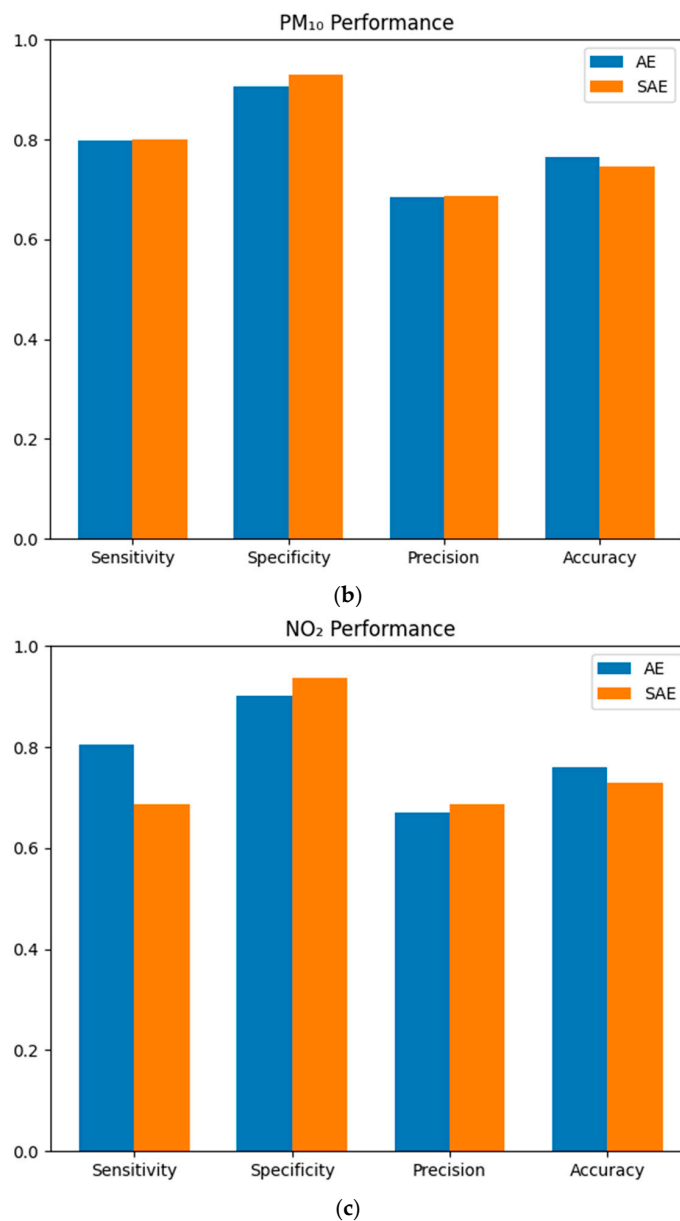 PM₁₀ Performance
1.0
AE
SAE
0.8
0.6
0.4
0.2
0.0
Sensitivity Specificity Precision Accuracy
(b)
NO₂ Performance
1.0
AE
SAE
0.8
0.6
0.4
0.2
0.0
Sensitivity Specificity Precision Accuracy
(c)